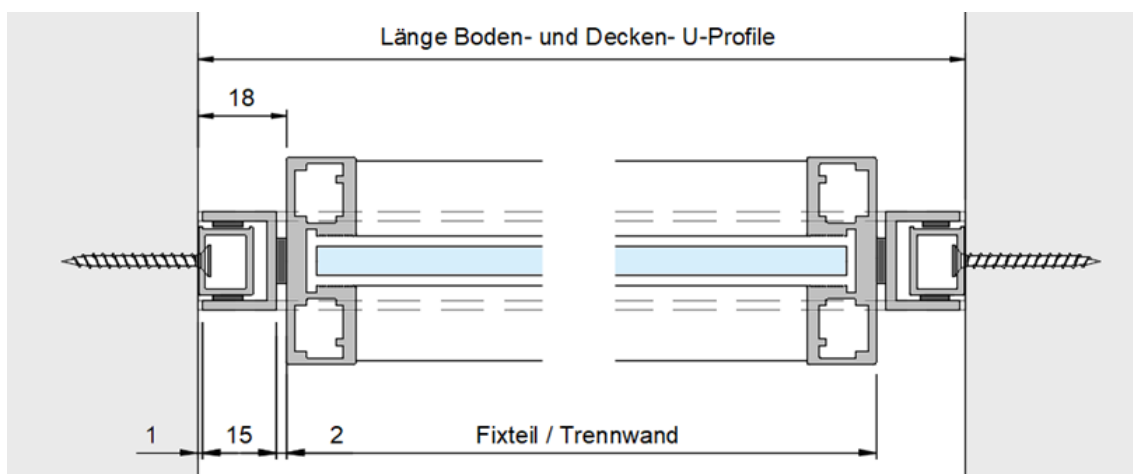 Länge Boden- und Decken- U-Profile
18
1 15 2 Fixteil / Trennwand